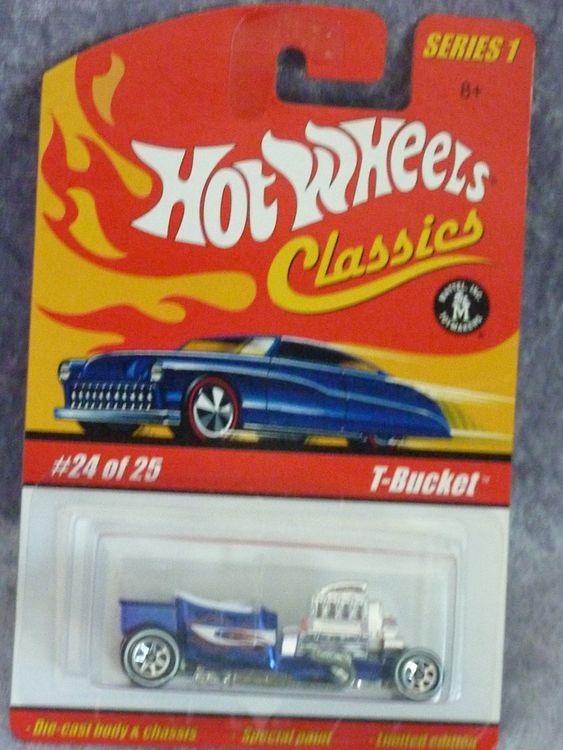 SERIES 1
8+
HOT WHEELS
Classics
MATTEL, INC.
M
TOYMAKERS
#24 of 25
T-Bucket™
Die-cast body & chassis Special paint Limited edition